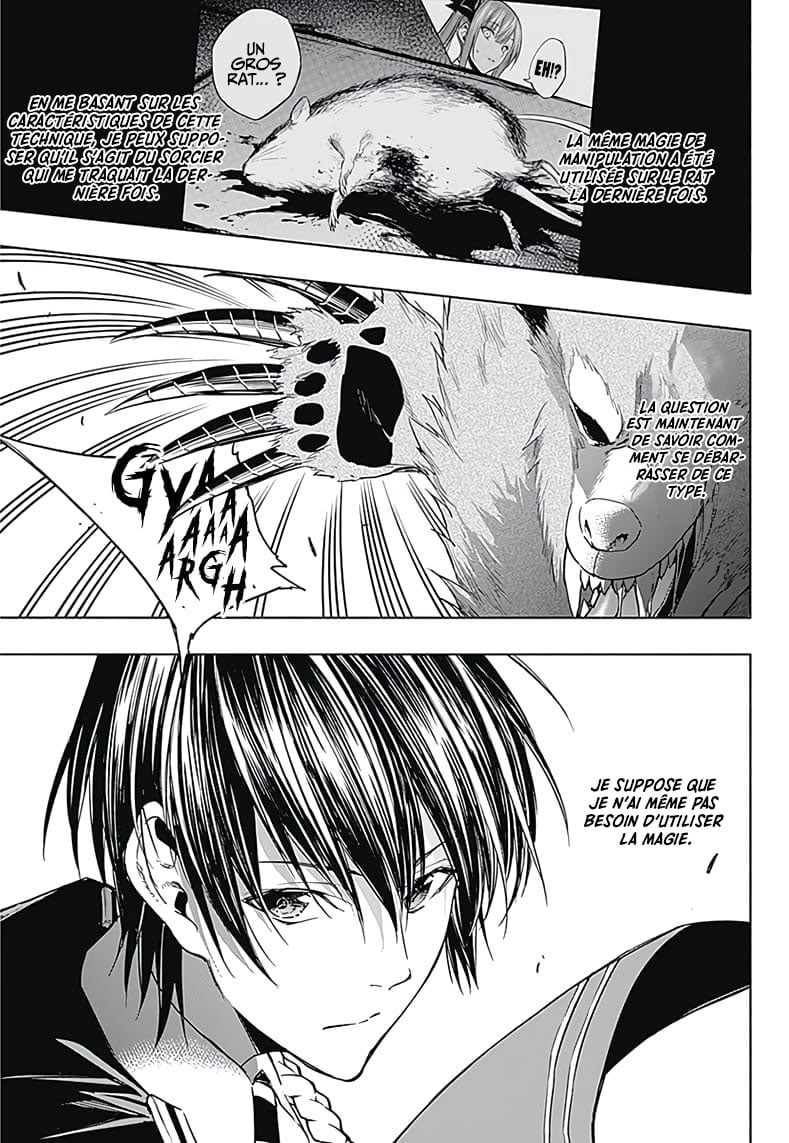 EH!?
UN
GROS
RAT... ?
LA MÊME MAGIE DE
MANIPULATION A ÉTÉ
UTILISÉE SUR LE RAT
LA DERNIÈRE FOIS.
EN ME BASANT SUR LES
CARACTÉRISTIQUES DE CETTE
TECHNIQUE, JE PEUX SUPPO-
SER QU'IL S'AGIT DU SORCIER
QUI ME TRAQUAIT LA DER-
NIÈRE FOIS.
LA QUESTION
EST MAINTENANT
DE SAVOIR COM-
MENT SE DÉBAR-
RASSER DE CE
TYPE.
GYAAA
AAAAA
ARGH
JE SUPPOSE QUE
JE N'AI MÊME PAS
BESOIN D'UTILISER
LA MAGIE.